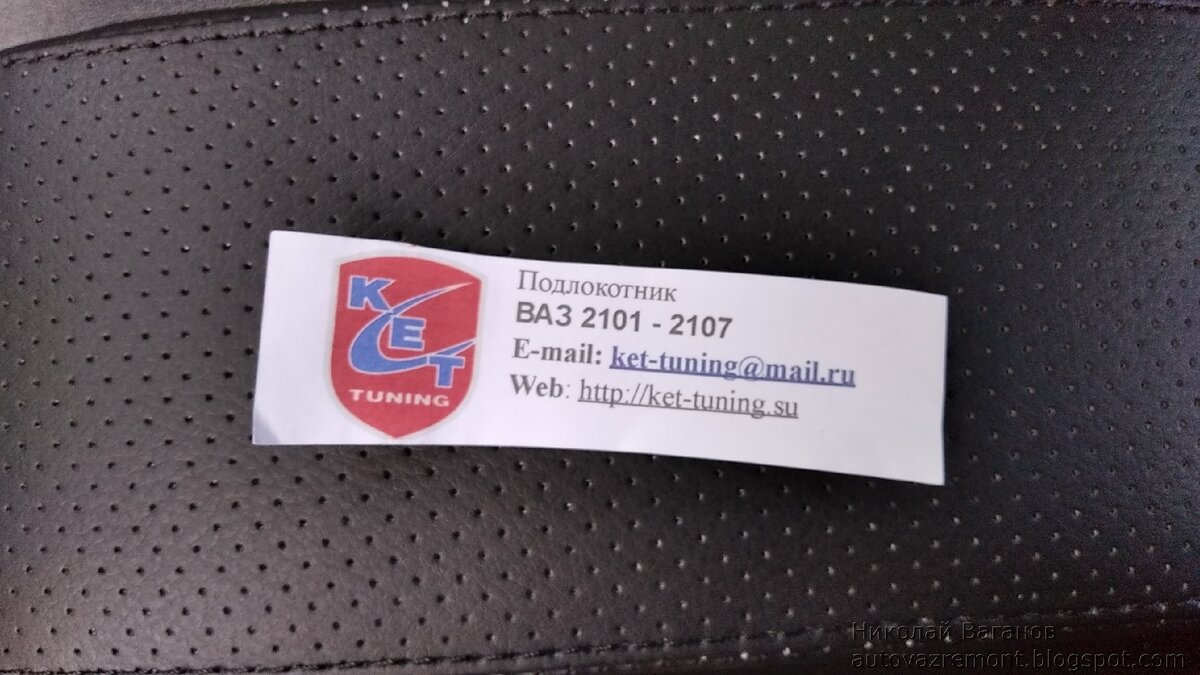 KET
TUNING
Подлокотник
ВАЗ 2101 - 2107
E-mail: ket-tuning@mail.ru
Web: http://ket-tuning.su
Николай Ваганов
autovazremont.blogspot.com